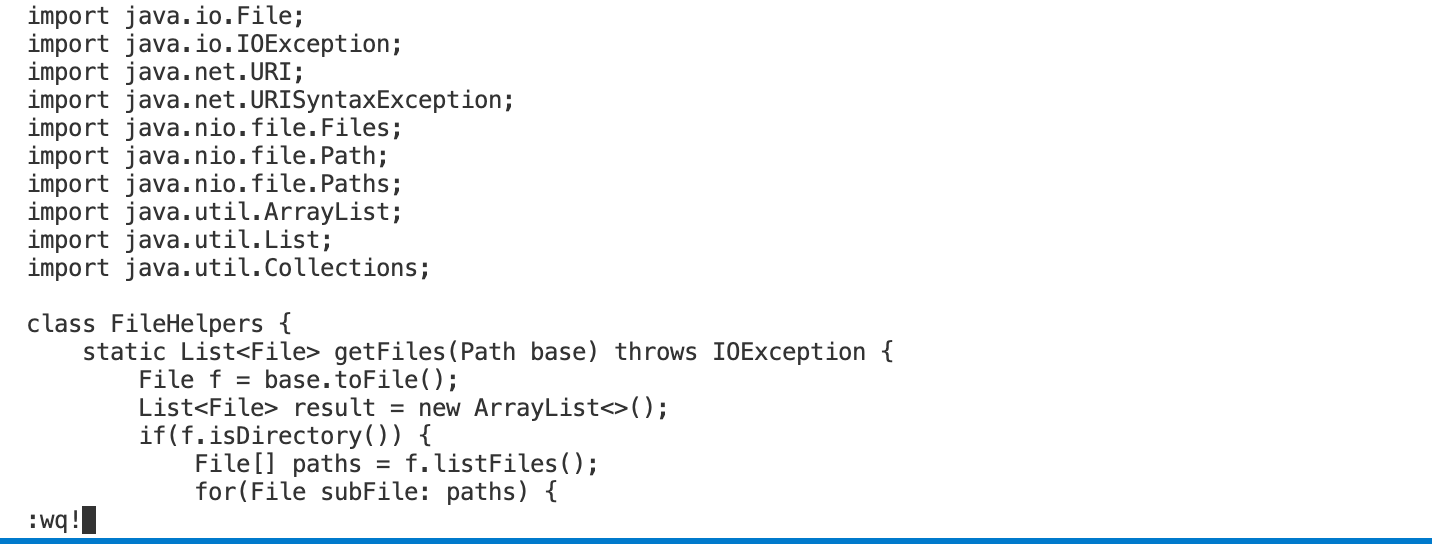 import java.io.File;
import java.io.IOException;
import java.net.URI;
import java.net.URISyntaxException;
import java.nio.file.Files;
import java.nio.file.Path;
import java.nio.file.Paths;
import java.util.ArrayList;
import java.util.List;
import java.util.Collections;

class FileHelpers {
    static List<File> getFiles(Path base) throws IOException {
        File f = base.toFile();
        List<File> result = new ArrayList<>();
        if(f.isDirectory()) {
            File[] paths = f.listFiles();
            for(File subFile: paths) {
:wq!